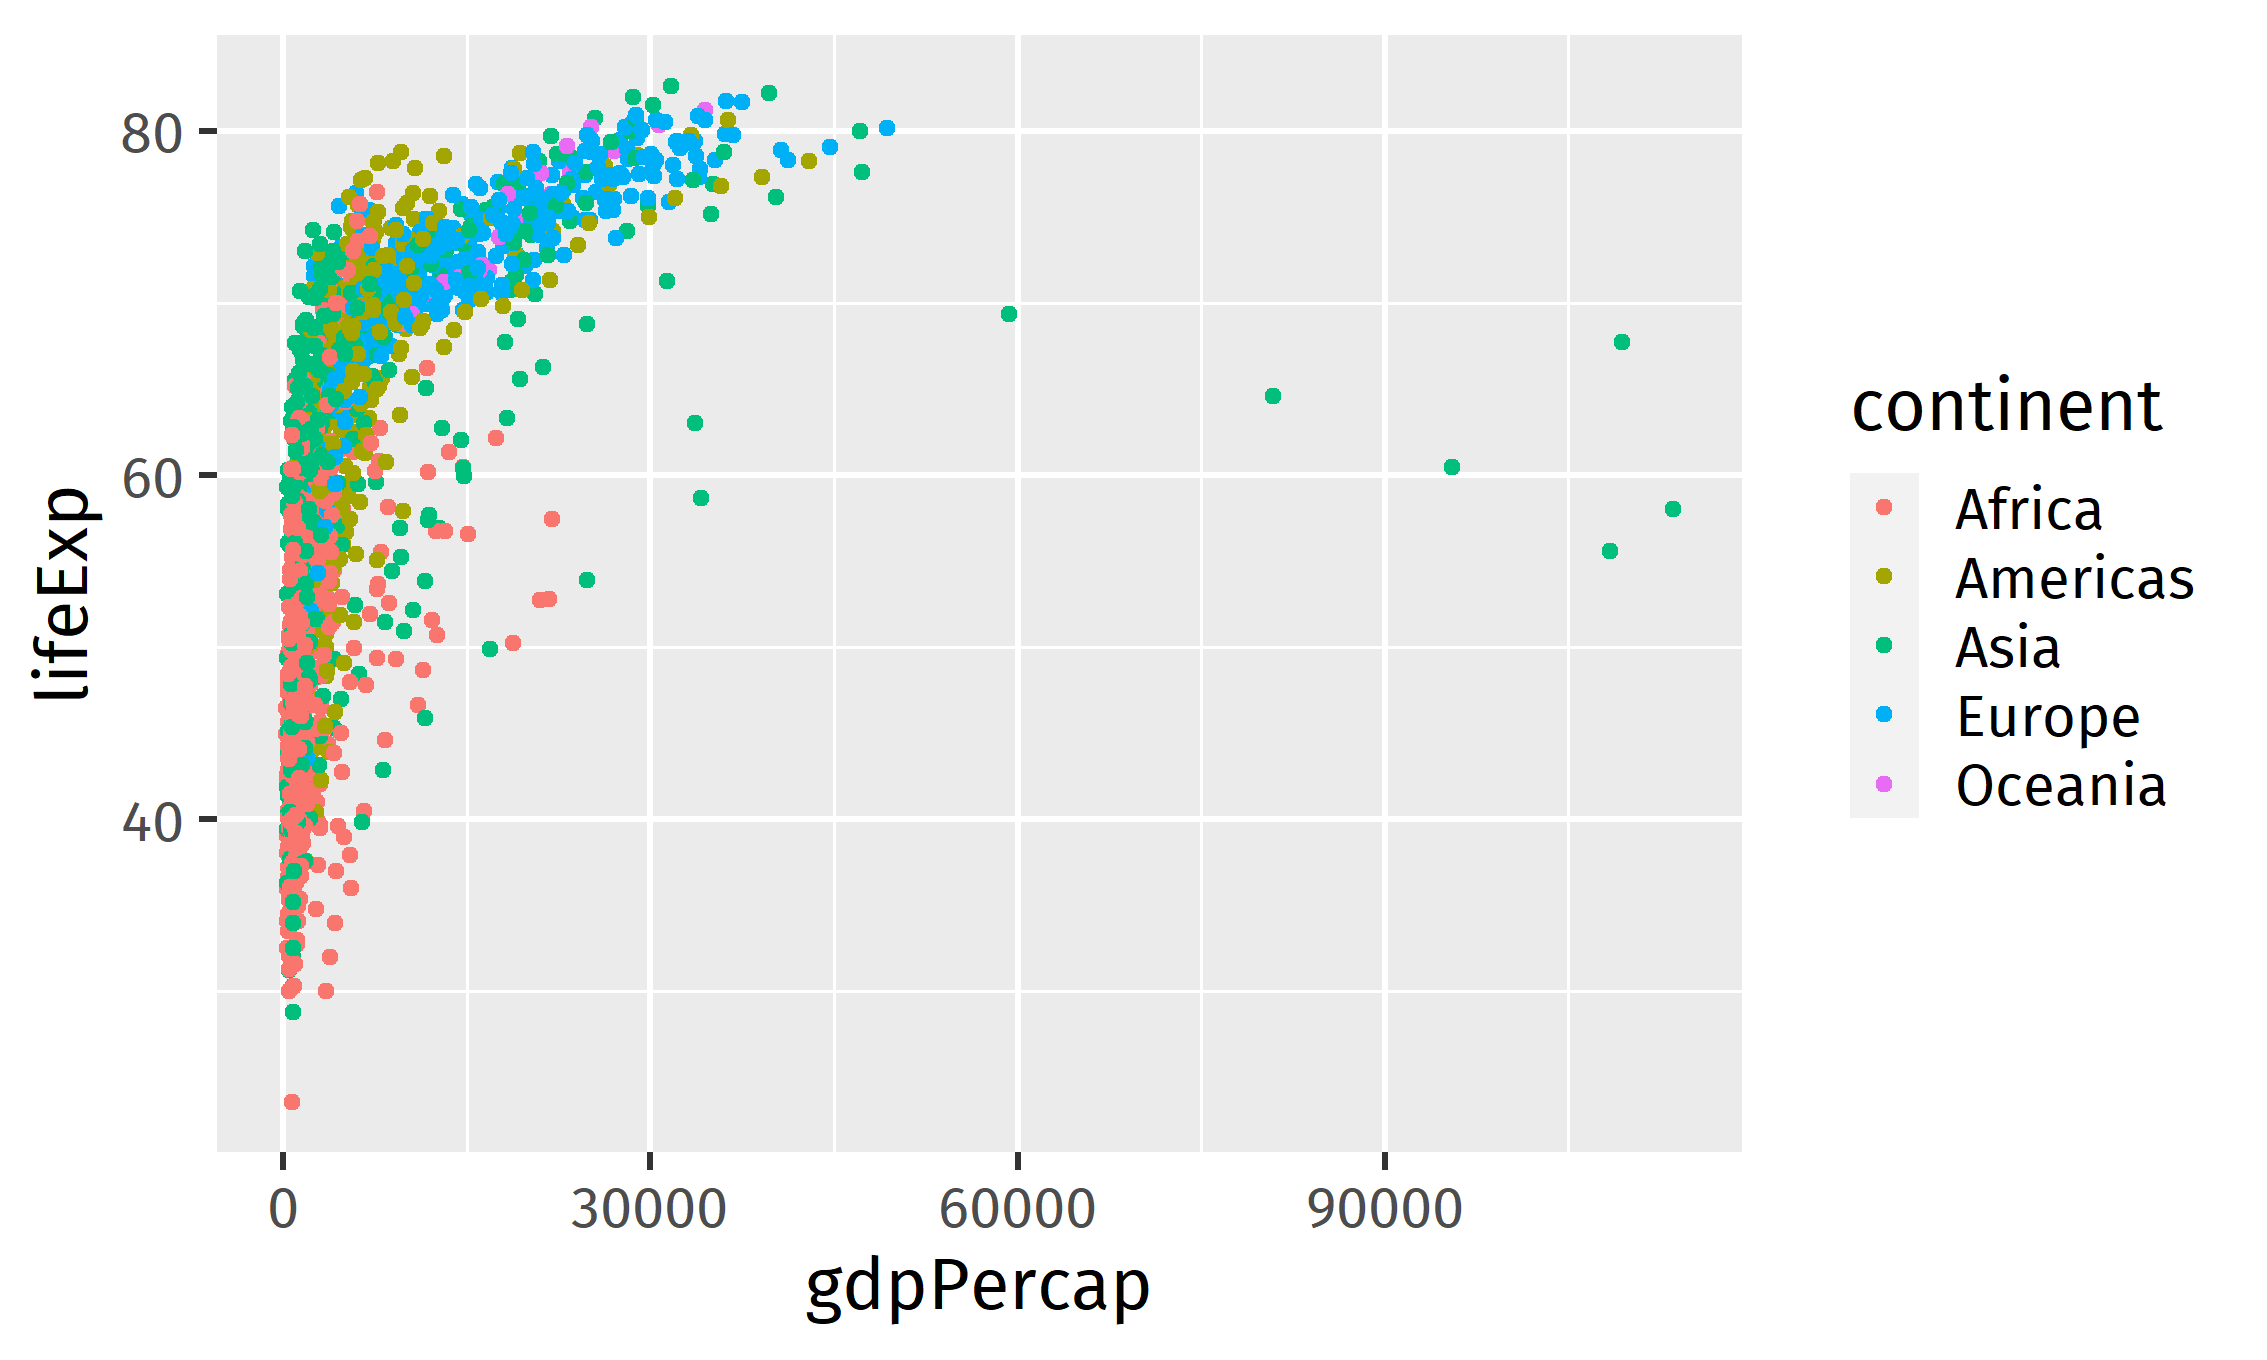 lifeExp
80
60
40
0 30000 60000 90000
gdpPercap
continent
Africa
Americas
Asia
Europe
Oceania